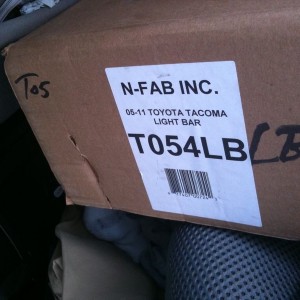 T05
N-FAB INC.
05-11 TOYOTA TACOMA
LIGHT BAR
T054LB